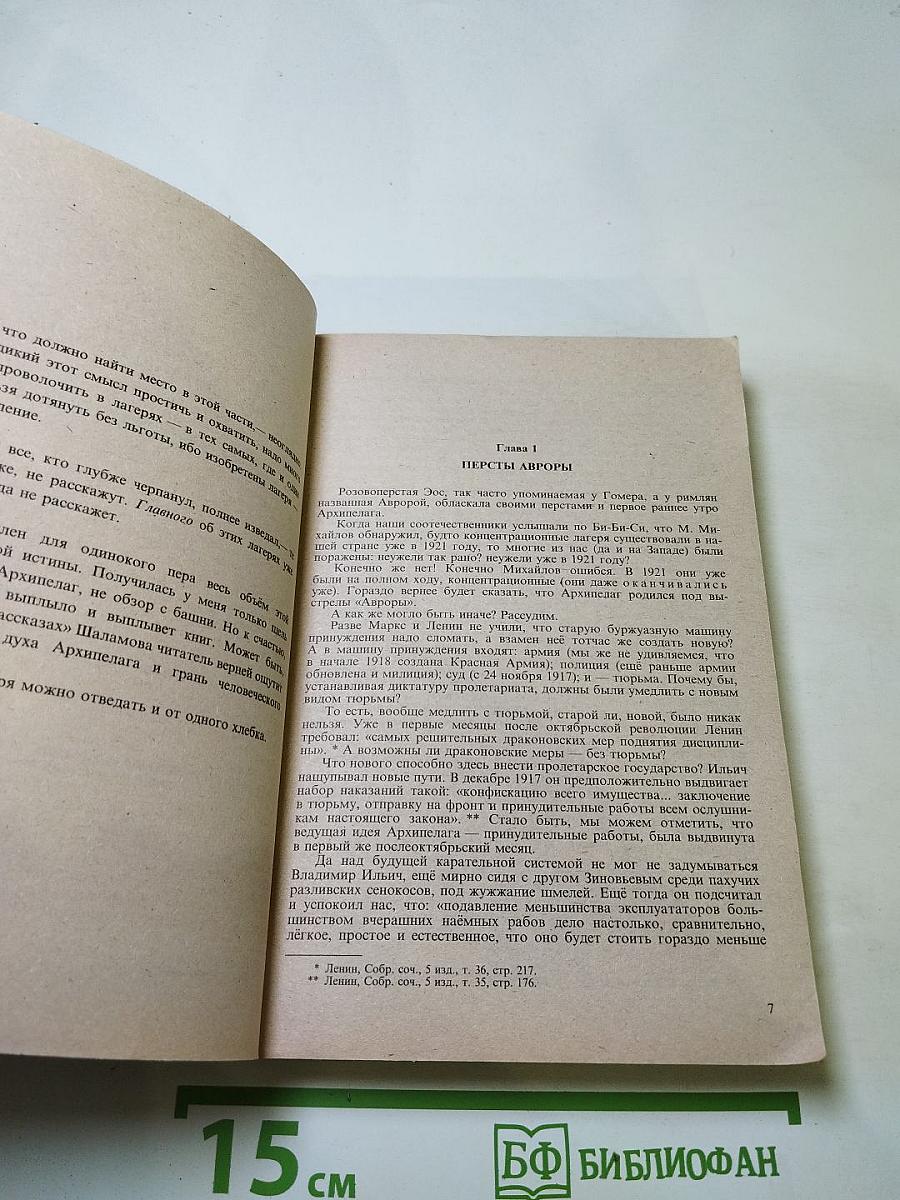 что должно найти место в этой части,— неоглядно.
дикий этот смысл простичь и охватить, надо много
проволочить в лагерях — в тех самых, где и один
зя дотянуть без льготы, ибо изобретены лагеря —
ление.
все, кто глубже черпанул, полнее изведал,—
же, не расскажут. Главного об этих лагерях уже
да не расскажет.
лен для одинокого пера весь объём этой
ой истины. Получилась у меня только щель
Архипелаг, не обзор с башни. Но к счастью,
выплыло и выплывет книг. Может быть,
ассказах» Шаламова читатель верней ощутит
духа Архипелага и грань человеческого
ря можно отведать и от одного хлебка.
Глава 1
ПЕРСТЫ АВРОРЫ
Розовоперстая Эос, так часто упоминаемая у Гомера, а у римлян
названная Авророй, обласкала своими перстами и первое раннее утро
Архипелага.
Когда наши соотечественники услышали по Би-Би-Си, что М. Ми-
хайлов обнаружил, будто концентрационные лагеря существовали в на-
шей стране уже в 1921 году, то многие из нас (да и на Западе) были
поражены: неужели так рано? неужели уже в 1921 году?
Конечно же нет! Конечно Михайлов ошибся. В 1921 они уже
были на полном ходу, концентрационные (они даже оканчивались
уже). Гораздо вернее будет сказать, что Архипелаг родился под вы-
стрелы «Авроры».
А как же могло быть иначе? Рассудим.
Разве Маркс и Ленин не учили, что старую буржуазную машину
принуждения надо сломать, а взамен неё тотчас же создать новую?
А в машину принуждения входят: армия (мы же не удивляемся, что
в начале 1918 создана Красная Армия); полиция (ещё раньше армии
обновлена и милиция); суд (с 24 ноября 1917); и — тюрьма. Почему бы,
устанавливая диктатуру пролетариата, должны были умедлить с новым
видом тюрьмы?
То есть, вообще медлить с тюрьмой, старой ли, новой, было никак
нельзя. Уже в первые месяцы после октябрьской революции Ленин
требовал: «самых решительных драконовских мер поднятия дисципли-
ны». * А возможны ли драконовские меры — без тюрьмы?
Что нового способно здесь внести пролетарское государство? Ильич
нащупывал новые пути. В декабре 1917 он предположительно выдвигает
набор наказаний такой: «конфискацию всего имущества... заключение
в тюрьму, отправку на фронт и принудительные работы всем ослушни-
кам настоящего закона». ** Стало быть, мы можем отметить, что
ведущая идея Архипелага — принудительные работы, была выдвинута
в первый же послеоктябрьский месяц.
Да над будущей карательной системой не мог не задумываться
Владимир Ильич, ещё мирно сидя с другом Зиновьевым среди пахучих
разливских сенокосов, под жужжание шмелей. Ещё тогда он подсчитал
и успокоил нас, что: «подавление меньшинства эксплуататоров боль-
шинством вчерашних наёмных рабов дело настолько, сравнительно,
лёгкое, простое и естественное, что оно будет стоить гораздо меньше
* Ленин, Собр. соч., 5 изд., т. 36, стр. 217.
** Ленин, Собр. соч., 5 изд., т. 35, стр. 176.
7
15 см
БФ БИБЛИОФАН